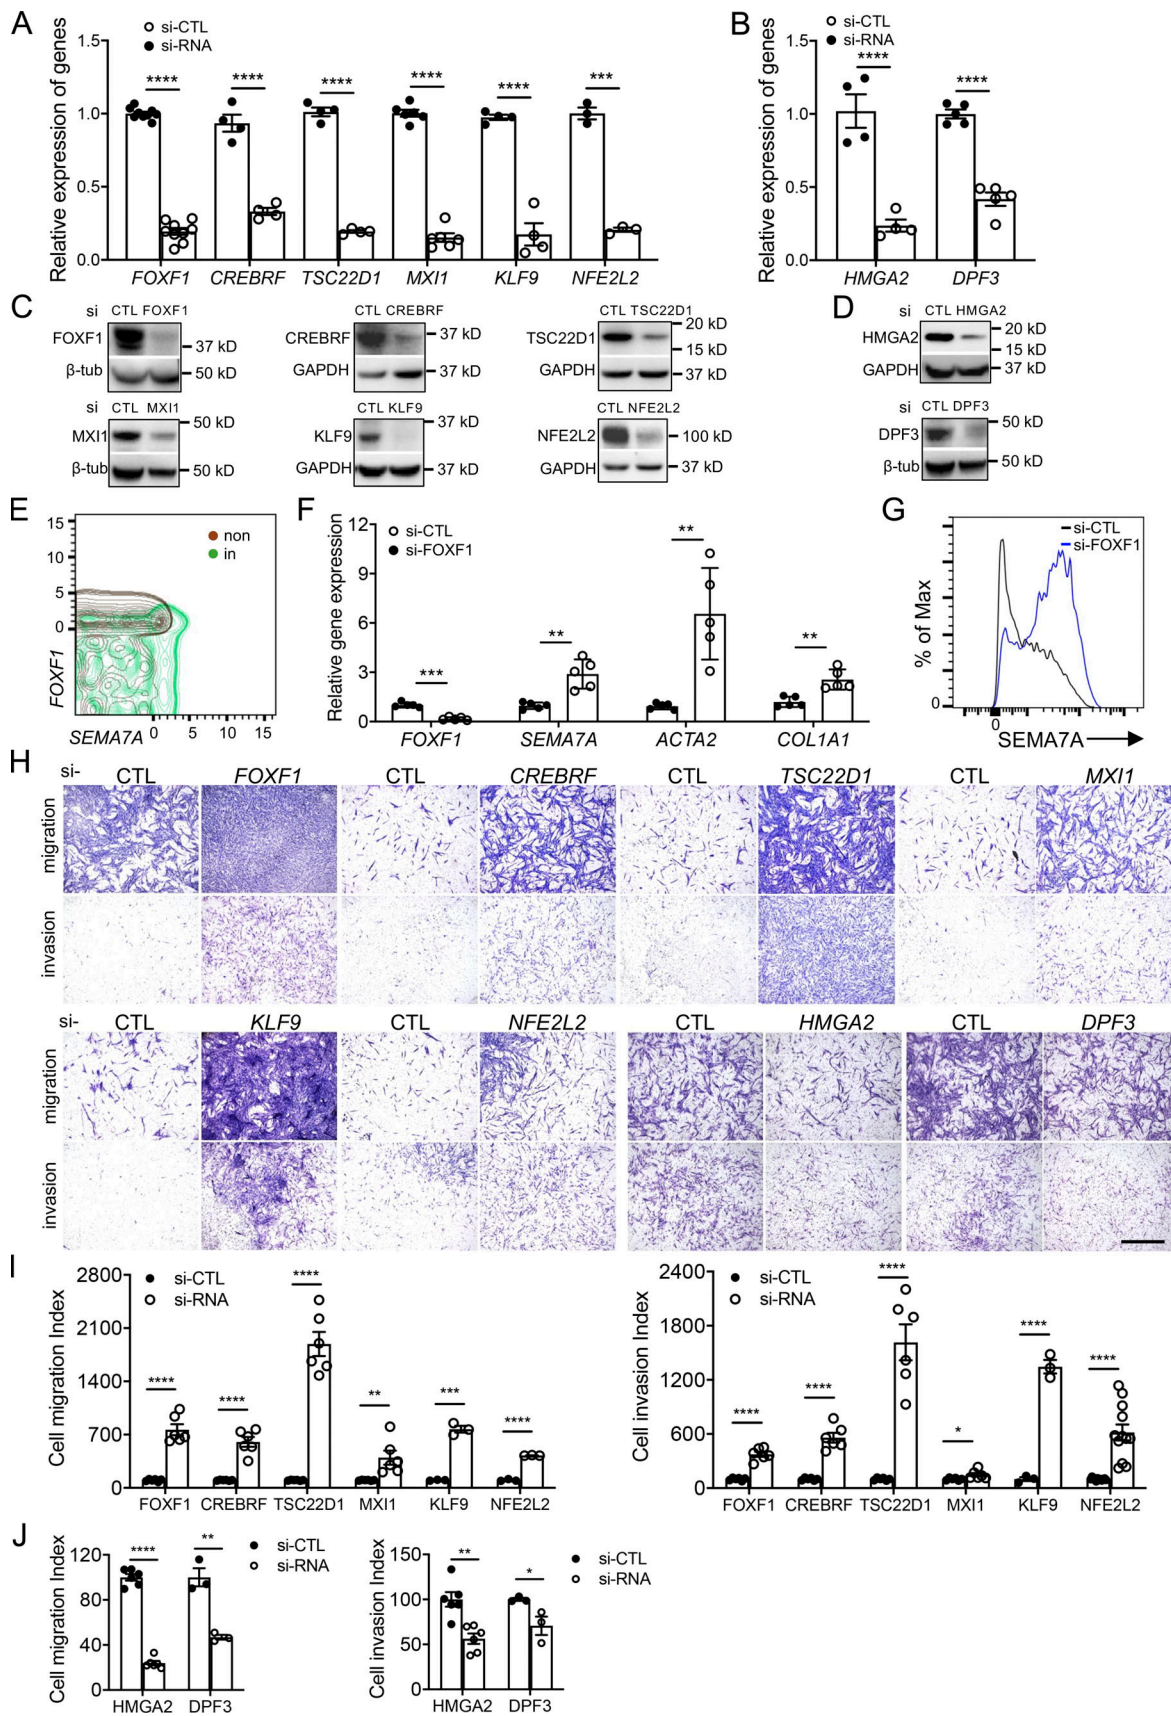 A
si-CTL
si-RNA
Relative expression of genes
1.5
1.0
0.5
0.0
**** **** **** **** **** ***
FOXF1 CREBRF TSC22D1 MXI1 KLF9 NFE2L2
B
si-CTL
si-RNA
Relative expression of genes
1.5
1.0
0.5
0.0
**** ****
HMGA2 DPF3
C
si CTL FOXF1
FOXF1
37 kD
β-tub
50 kD
CTL CREBRF
CREBRF
37 kD
GAPDH
37 kD
CTL TSC22D1
TSC22D1
20 kD
15 kD
GAPDH
37 kD
si CTL MXI1
MXI1
50 kD
β-tub
50 kD
CTL KLF9
KLF9
37 kD
GAPDH
37 kD
CTL NFE2L2
NFE2L2
100 kD
GAPDH
37 kD
D
si CTL HMGA2
HMGA2
20 kD
15 kD
GAPDH
37 kD
si CTL DPF3
DPF3
50 kD
β-tub
50 kD
E
non
in
15
10
5
0
FOXF1
0 5 10 15
SEMA7A
F
si-CTL
si-FOXF1
Relative gene expression
12
9
6
3
0
*** ** ** **
FOXF1 SEMA7A ACTA2 COL1A1
G
si-CTL
si-FOXF1
% of Max
0
0
SEMA7A
H
si- CTL FOXF1 CTL CREBRF CTL TSC22D1 CTL MXI1
migration
invasion
si- CTL KLF9 CTL NFE2L2 CTL HMGA2 CTL DPF3
migration
invasion
I
si-CTL
si-RNA
Cell migration Index
2800
2100
1400
700
0
**** **** **** ** *** ****
FOXF1 CREBRF TSC22D1 MXI1 KLF9 NFE2L2
si-CTL
si-RNA
Cell invasion Index
2400
1800
1200
600
0
**** **** **** * **** ****
FOXF1 CREBRF TSC22D1 MXI1 KLF9 NFE2L2
J
si-CTL
si-RNA
Cell migration Index
120
80
40
0
**** **
HMGA2 DPF3
si-CTL
si-RNA
Cell invasion Index
150
100
50
0
** *
HMGA2 DPF3